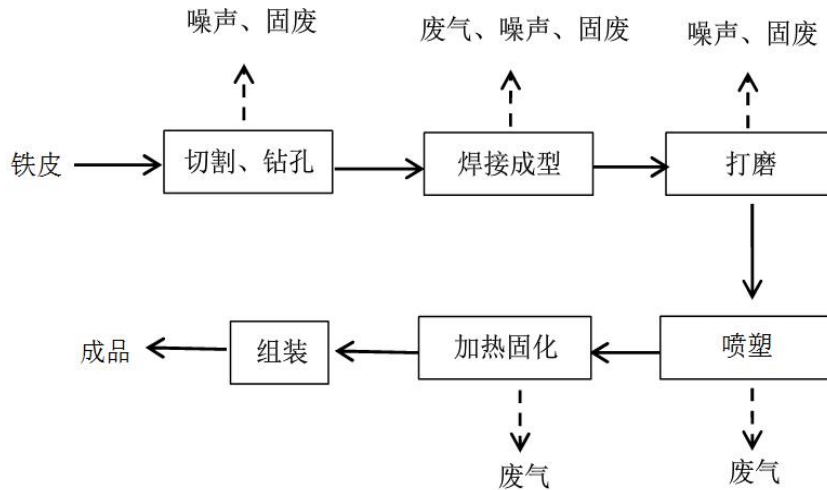 噪声、固废
废气、噪声、固废
噪声、固废
铁皮
切割、钻孔
焊接成型
打磨
成品
组装
加热固化
喷塑
废气
废气